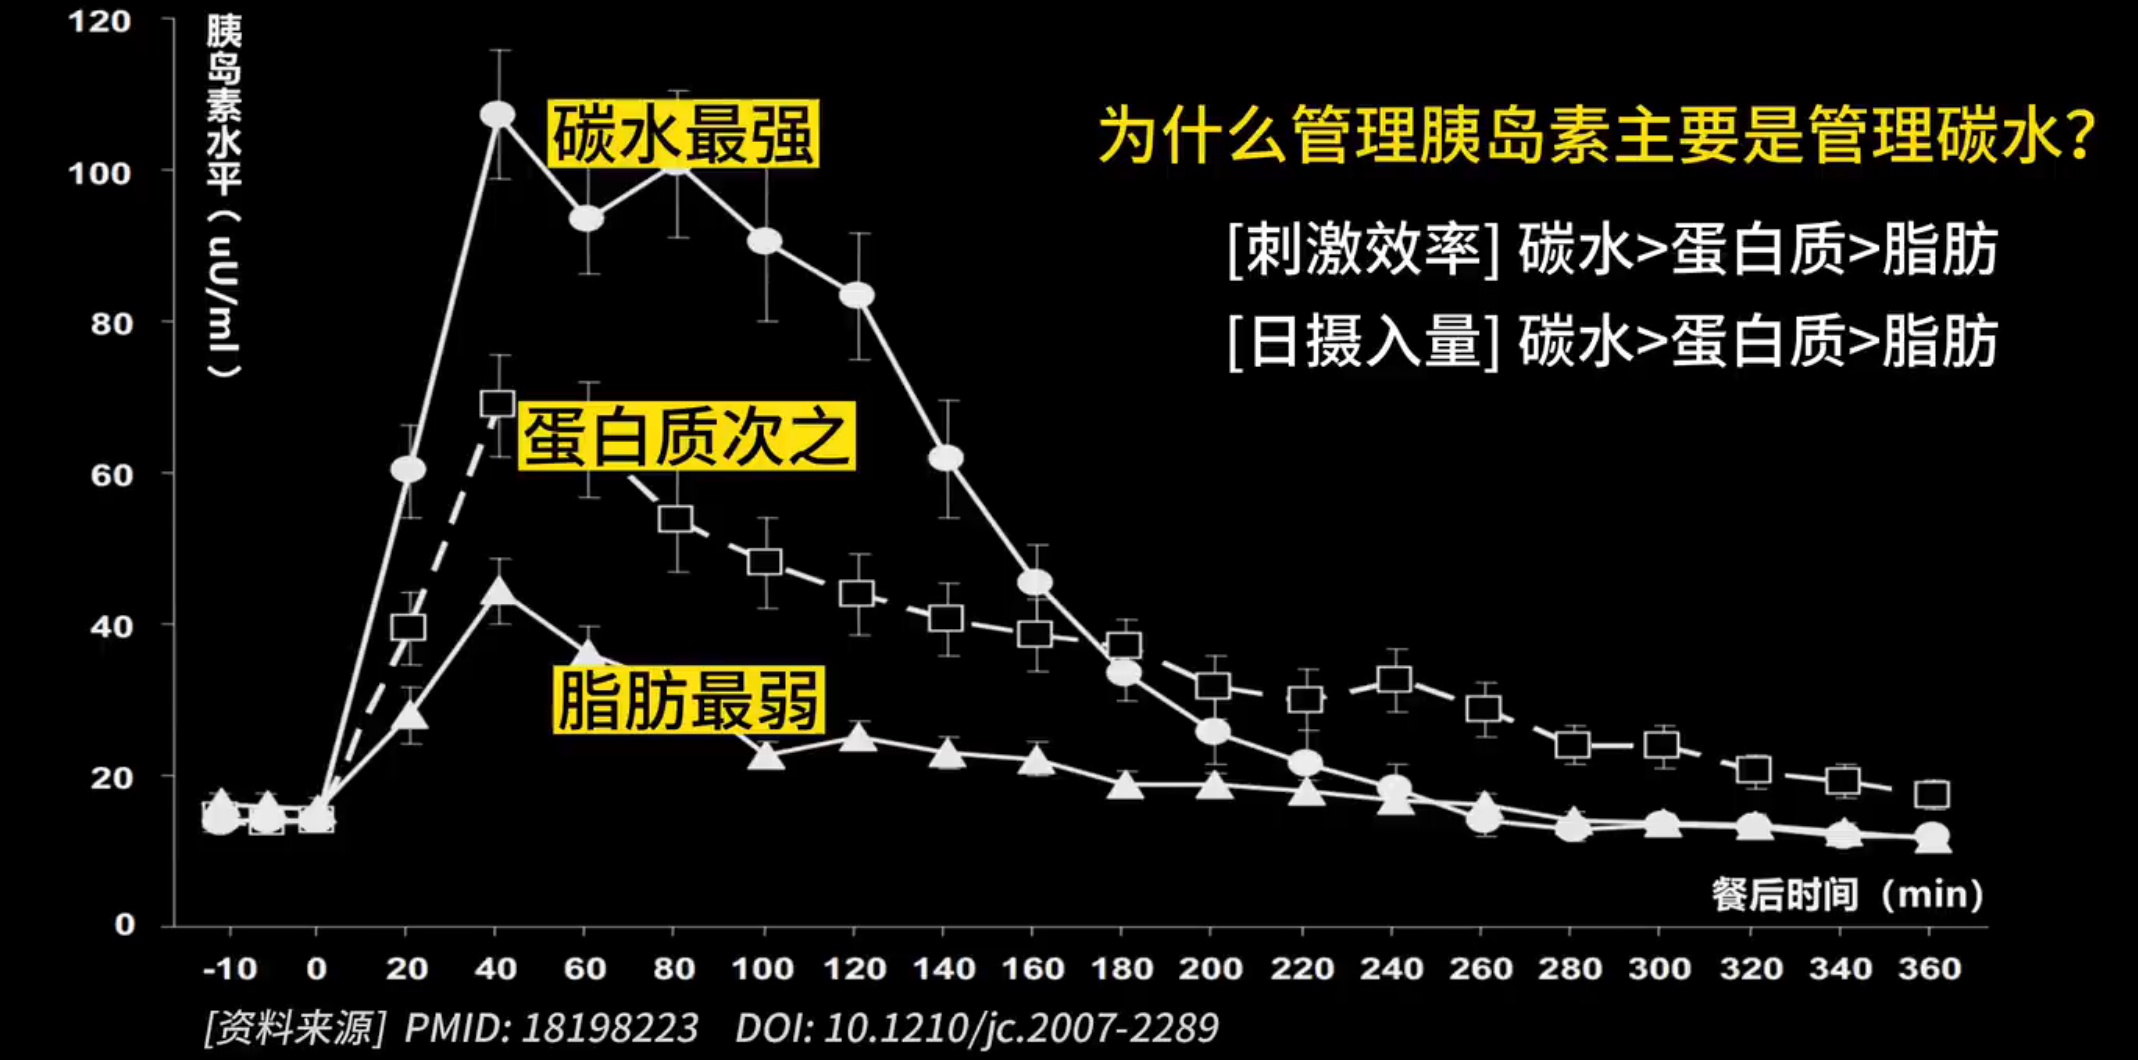 120
100
80
60
40
20
0
胰岛素水平（uU/ml）
碳水最强
蛋白质次之
脂肪最弱
为什么管理胰岛素主要是管理碳水？
[刺激效率] 碳水>蛋白质>脂肪
[日摄入量] 碳水>蛋白质>脂肪
餐后时间（min）
-10 0 20 40 60 80 100 120 140 160 180 200 220 240 260 280 300 320 340 360
[资料来源] PMID: 18198223 DOI: 10.1210/jc.2007-2289